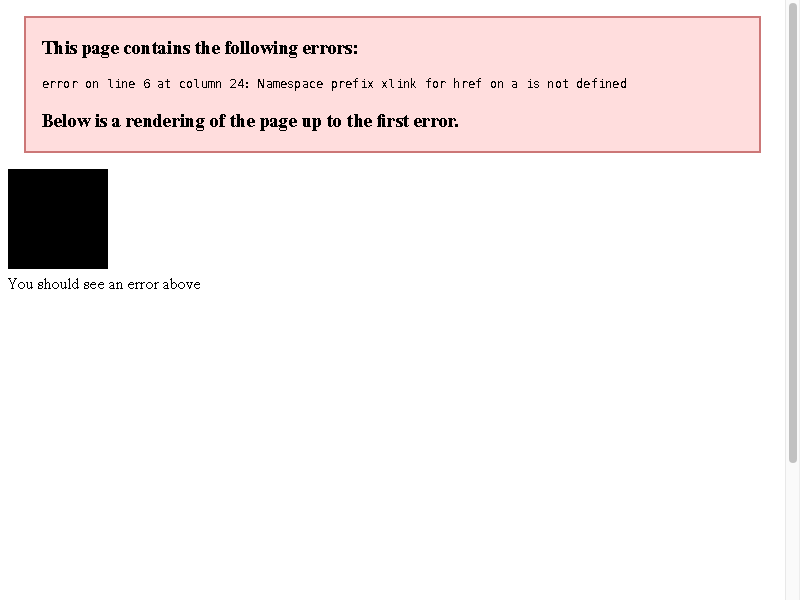 This page contains the following errors:
error on line 6 at column 24: Namespace prefix xlink for href on a is not defined
Below is a rendering of the page up to the first error.
You should see an error above